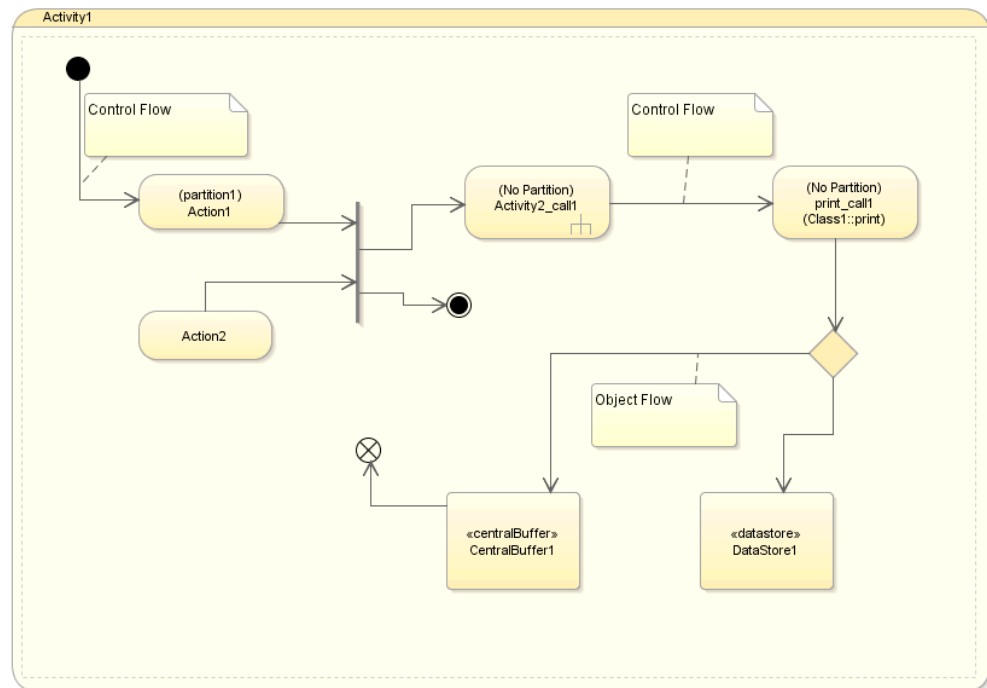 Activity1
Control Flow
Control Flow
(partition1)
Action1
(No Partition)
Activity2_call1
(No Partition)
print_call1
(Class1::print)
Action2
Object Flow
«centralBuffer»
CentralBuffer1
«datastore»
DataStore1